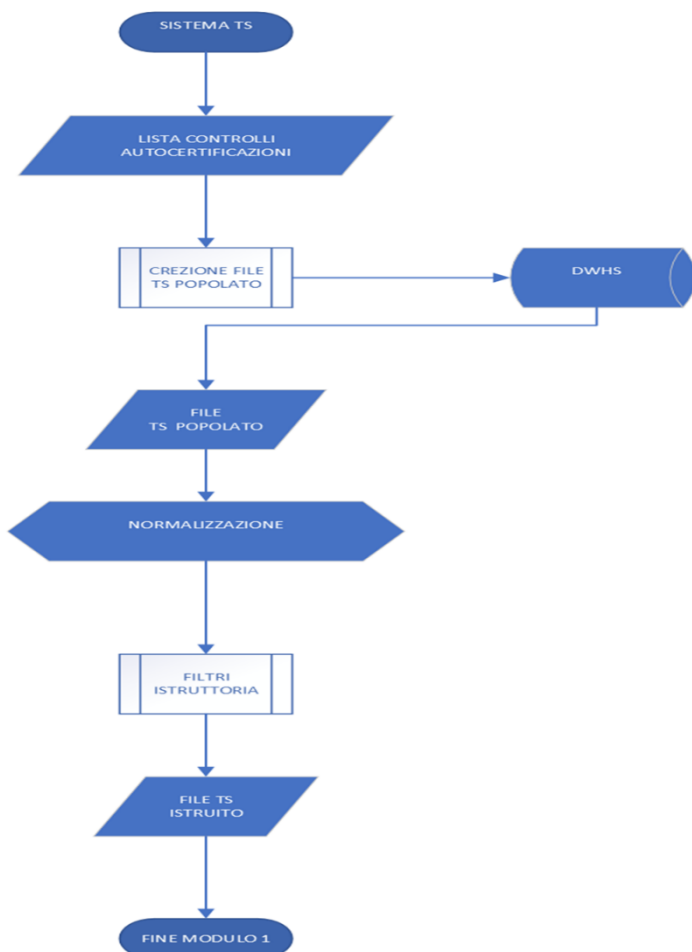 SISTEMA TS
LISTA CONTROLLI
AUTOCERTIFICAZIONI
CREZIONE FILE
TS POPOLATO
DWHS
FILE
TS POPOLATO
NORMALIZZAZIONE
FILTRI
ISTRUTTORIA
FILE TS
ISTRUITO
FINE MODULO 1